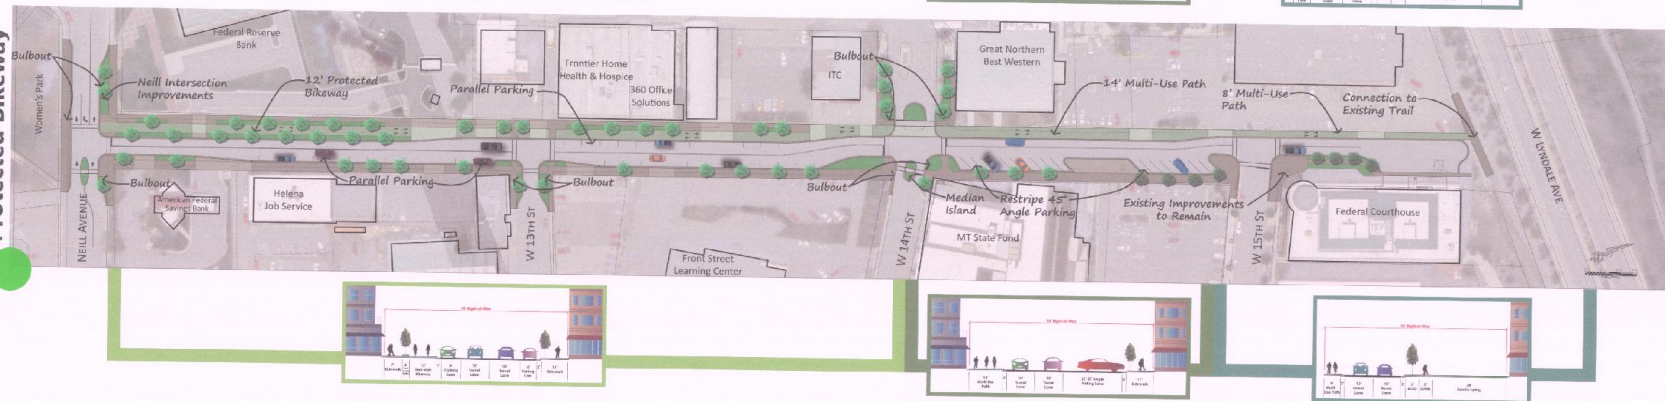 Protected Bikeway
Bulbout
Women's Park
Federal Reserve
Bank
Neill Intersection
Improvements
12' Protected
Bikeway
Parallel Parking
Frontier Home
Health & Hospice
360 Office
Solutions
ITC
Bulbout
Great Northern
Best Western
14' Multi-Use Path
8' Multi-Use
Path
Connection to
Existing Trail
W LYNDALE AVE
NEILL AVENUE
Bulbout
American Federal
Savings Bank
Helena
Job Service
Parallel Parking
W 13TH ST
Bulbout
Front Street
Learning Center
Bulbout
W 14TH ST
Median
Island
Restripe 45°
Angle Parking
MT State Fund
Existing Improvements
to Remain
W 15TH ST
Federal Courthouse